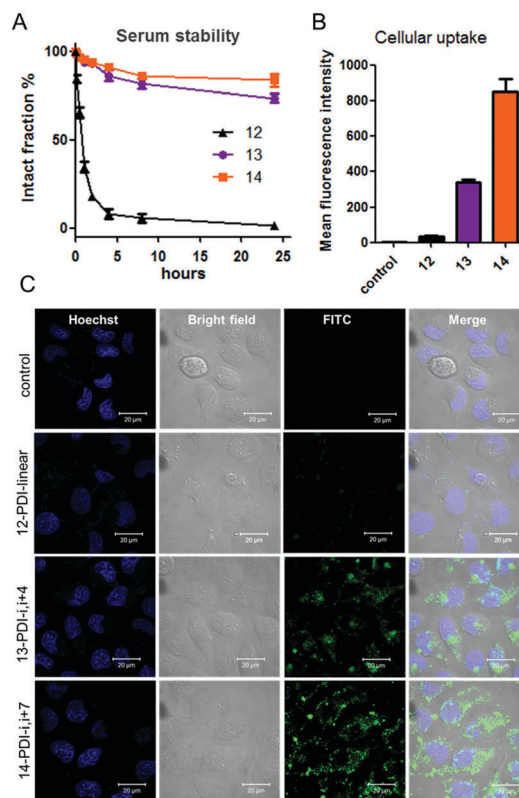 A
Serum stability
Intact fraction %
100
50
0
12
13
14
0 5 10 15 20 25
hours
B
Cellular uptake
Mean fluorescence intensity
1000
800
600
400
200
0
control 12 13 14
C
Hoechst Bright field FITC Merge
control
20 µm 20 µm 20 µm 20 µm
12-PDI-linear
20 µm 20 µm 20 µm 20 µm
13-PDI-i,i+4
20 µm 20 µm 20 µm 20 µm
14-PDI-i,i+7
20 µm 20 µm 20 µm 20 µm